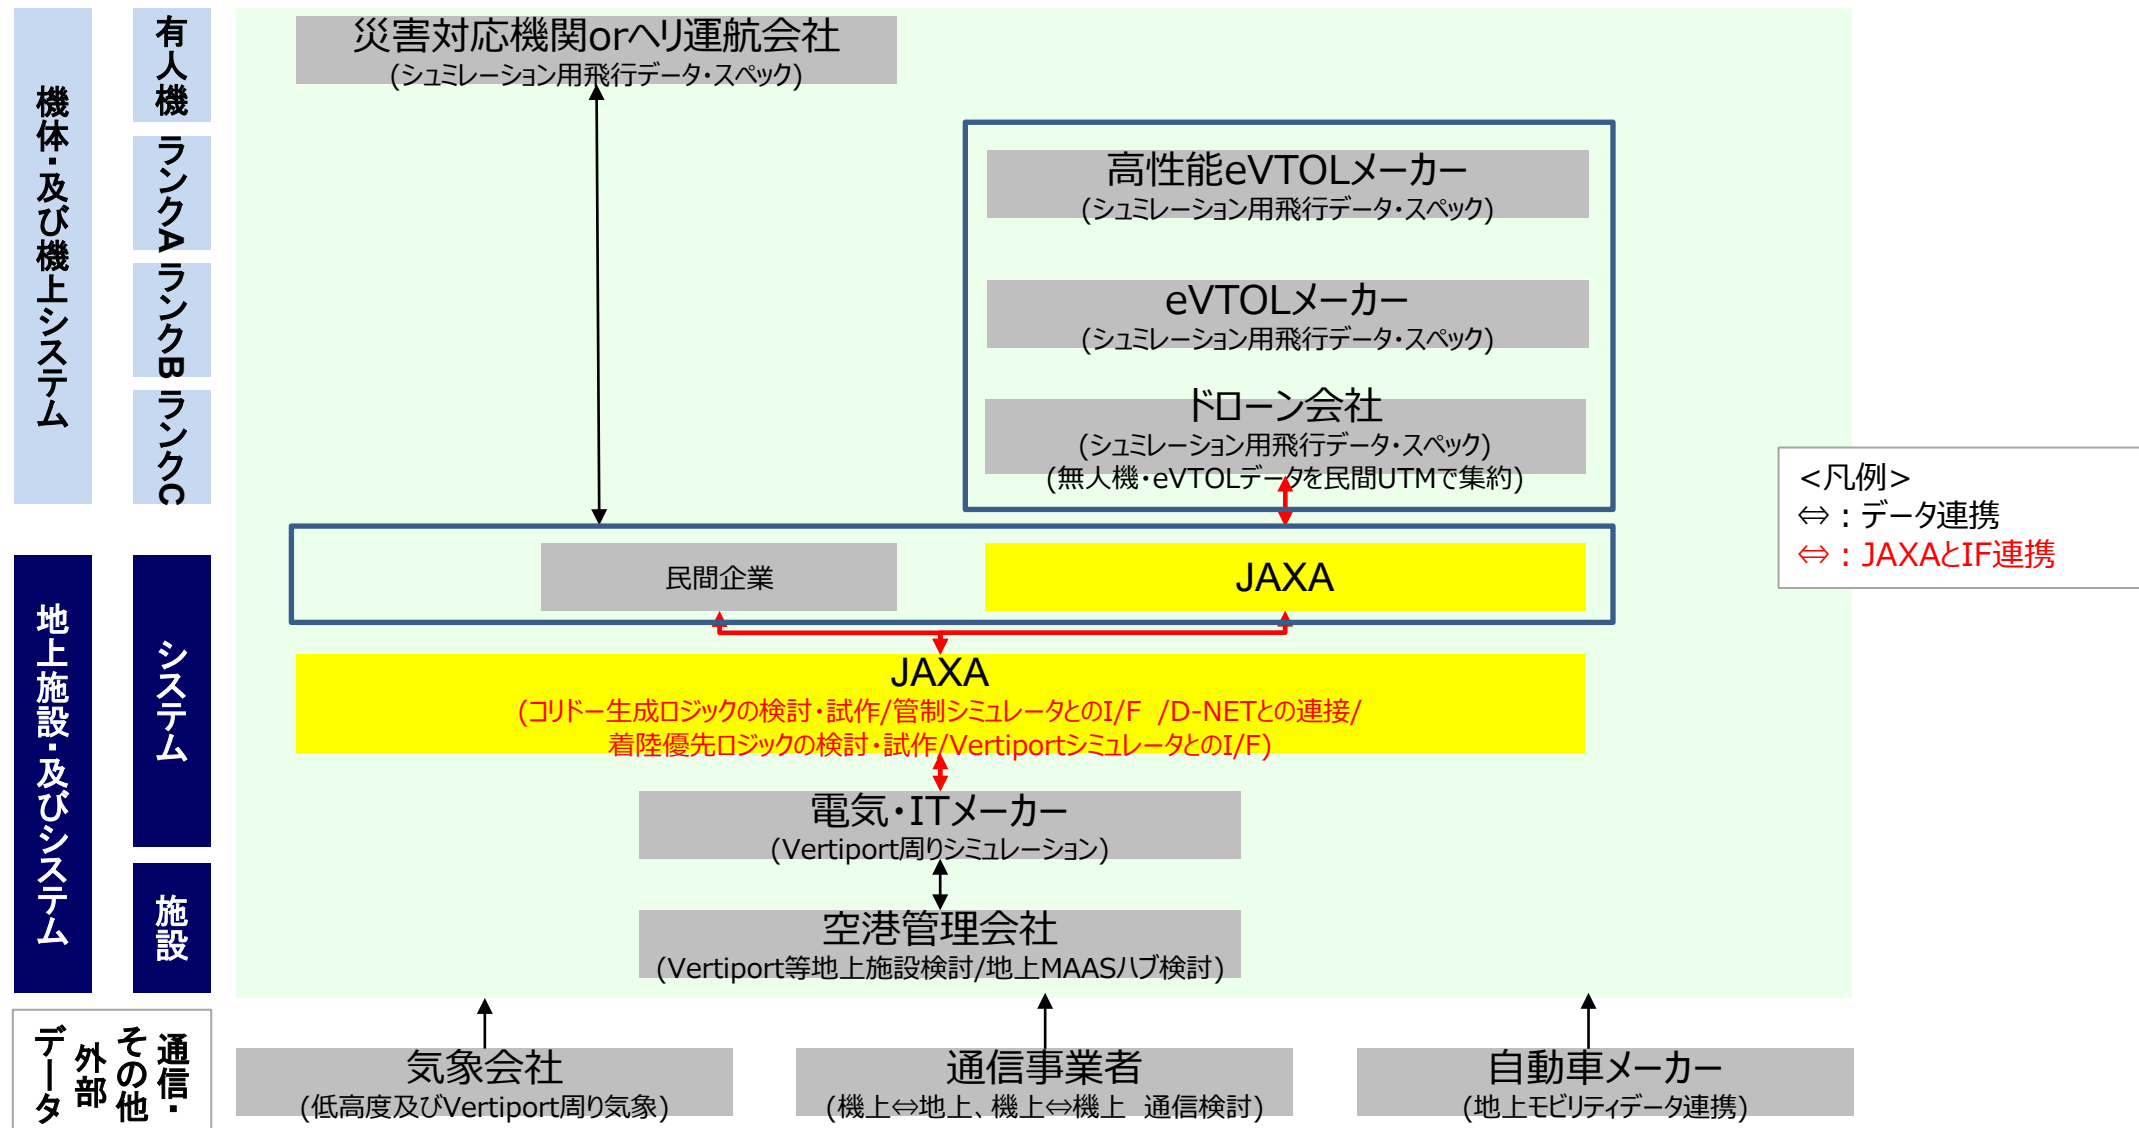 機体・及び機上システム
有人機
ランクA
ランクB
ランクC
災害対応機関orヘリ運航会社
(シュミレーション用飛行データ・スペック)
高性能eVTOLメーカー
(シュミレーション用飛行データ・スペック)
eVTOLメーカー
(シュミレーション用飛行データ・スペック)
ドローン会社
(シュミレーション用飛行データ・スペック)
(無人機・eVTOLデータを民間UTMで集約)
<凡例>
⇔：データ連携
⇔：JAXAとIF連携
地上施設・及びシステム
システム
施設
民間企業
JAXA
JAXA
(コリドー生成ロジックの検討・試作/管制シミュレータとのI/F /D-NETとの連接/
着陸優先ロジックの検討・試作/VertiportシミュレータとのI/F)
電気・ITメーカー
(Vertiport周りシミュレーション)
空港管理会社
(Vertiport等地上施設検討/地上MAASハブ検討)
通信・
その他
外部
データ
気象会社
(低高度及びVertiport周り気象)
通信事業者
(機上⇔地上、機上⇔機上　通信検討)
自動車メーカー
(地上モビリティデータ連携)